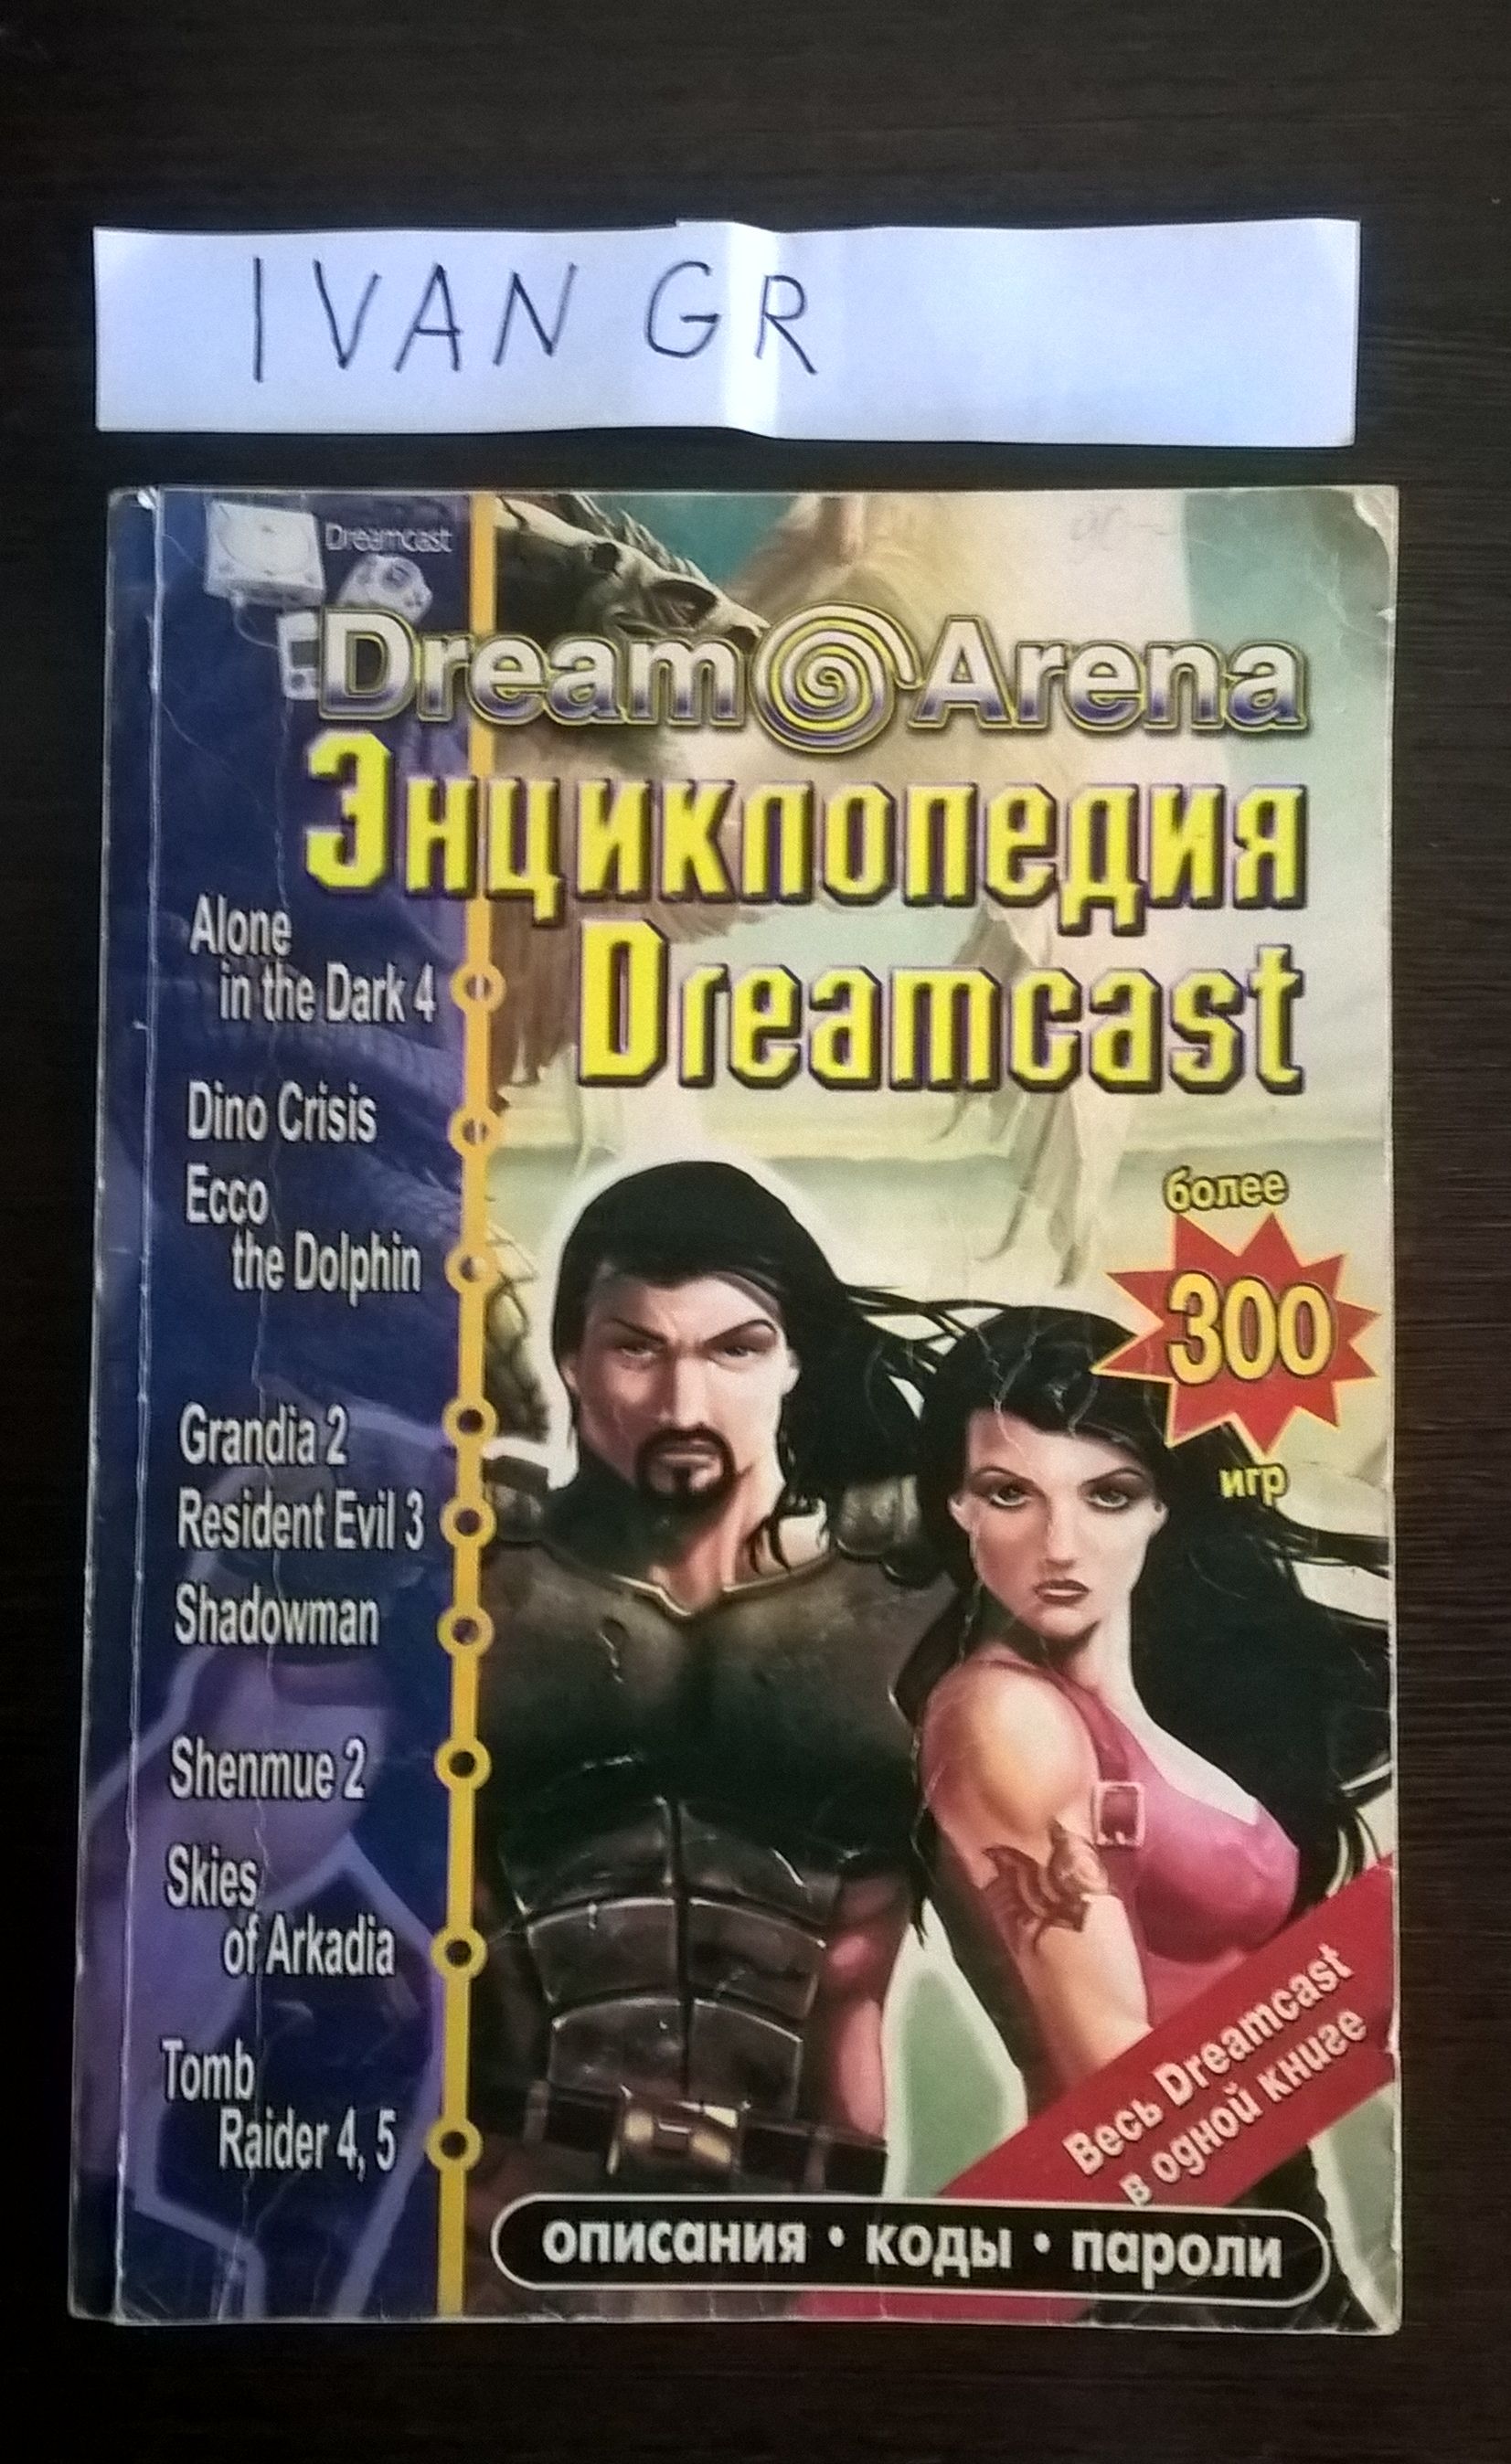 IVAN GR
Dreamcast
Dream Arena
Энциклопедия
Dreamcast
Alone
in the Dark 4
Dino Crisis
Ecco
the Dolphin
Grandia 2
Resident Evil 3
Shadowman
Shenmue 2
Skies
of Arkadia
Tomb
Raider 4, 5
более
300
игр
Весь Dreamcast
в одной книге
описания • коды • пароли